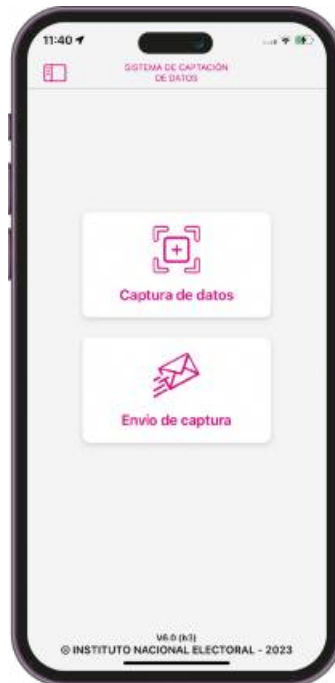 11:40
SISTEMA DE CAPTACIÓN
DE DATOS
Captura de datos
Envio de captura
V6.0 (b3)
© INSTITUTO NACIONAL ELECTORAL - 2023